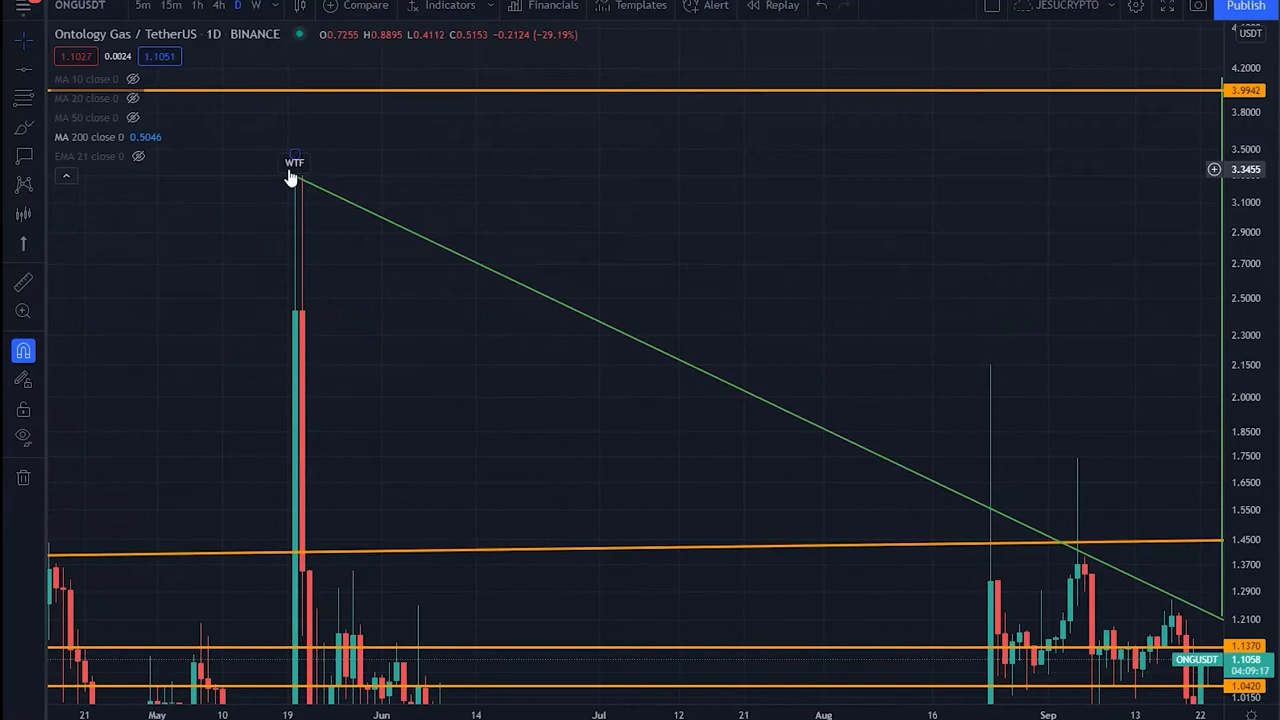 ONGUSDT 5m 15m 1h 4h D W Compare Indicators Financials Templates Alert Replay JESUCRYPTO Publish
Ontology Gas / TetherUS · 1D · BINANCE O0.7255 H0.8895 L0.4112 C0.5153 −0.2124 (−29.19%)
USDT
1.1027 0.0024 1.1051
MA 10 close 0
MA 20 close 0
MA 50 close 0
MA 200 close 0 0.5046
EMA 21 close 0
WTF
4.2000
3.9942
3.8000
3.5000
3.3455
3.1000
2.9000
2.7000
2.5000
2.3000
2.1500
2.0000
1.8500
1.7500
1.6500
1.5500
1.4500
1.3700
1.2900
1.2100
1.1370
ONGUSDT 1.1058
04:09:17
1.0420
1.0150
21 May 10 19 Jun 14 Jul 12 21 Aug 16 Sep 13 22